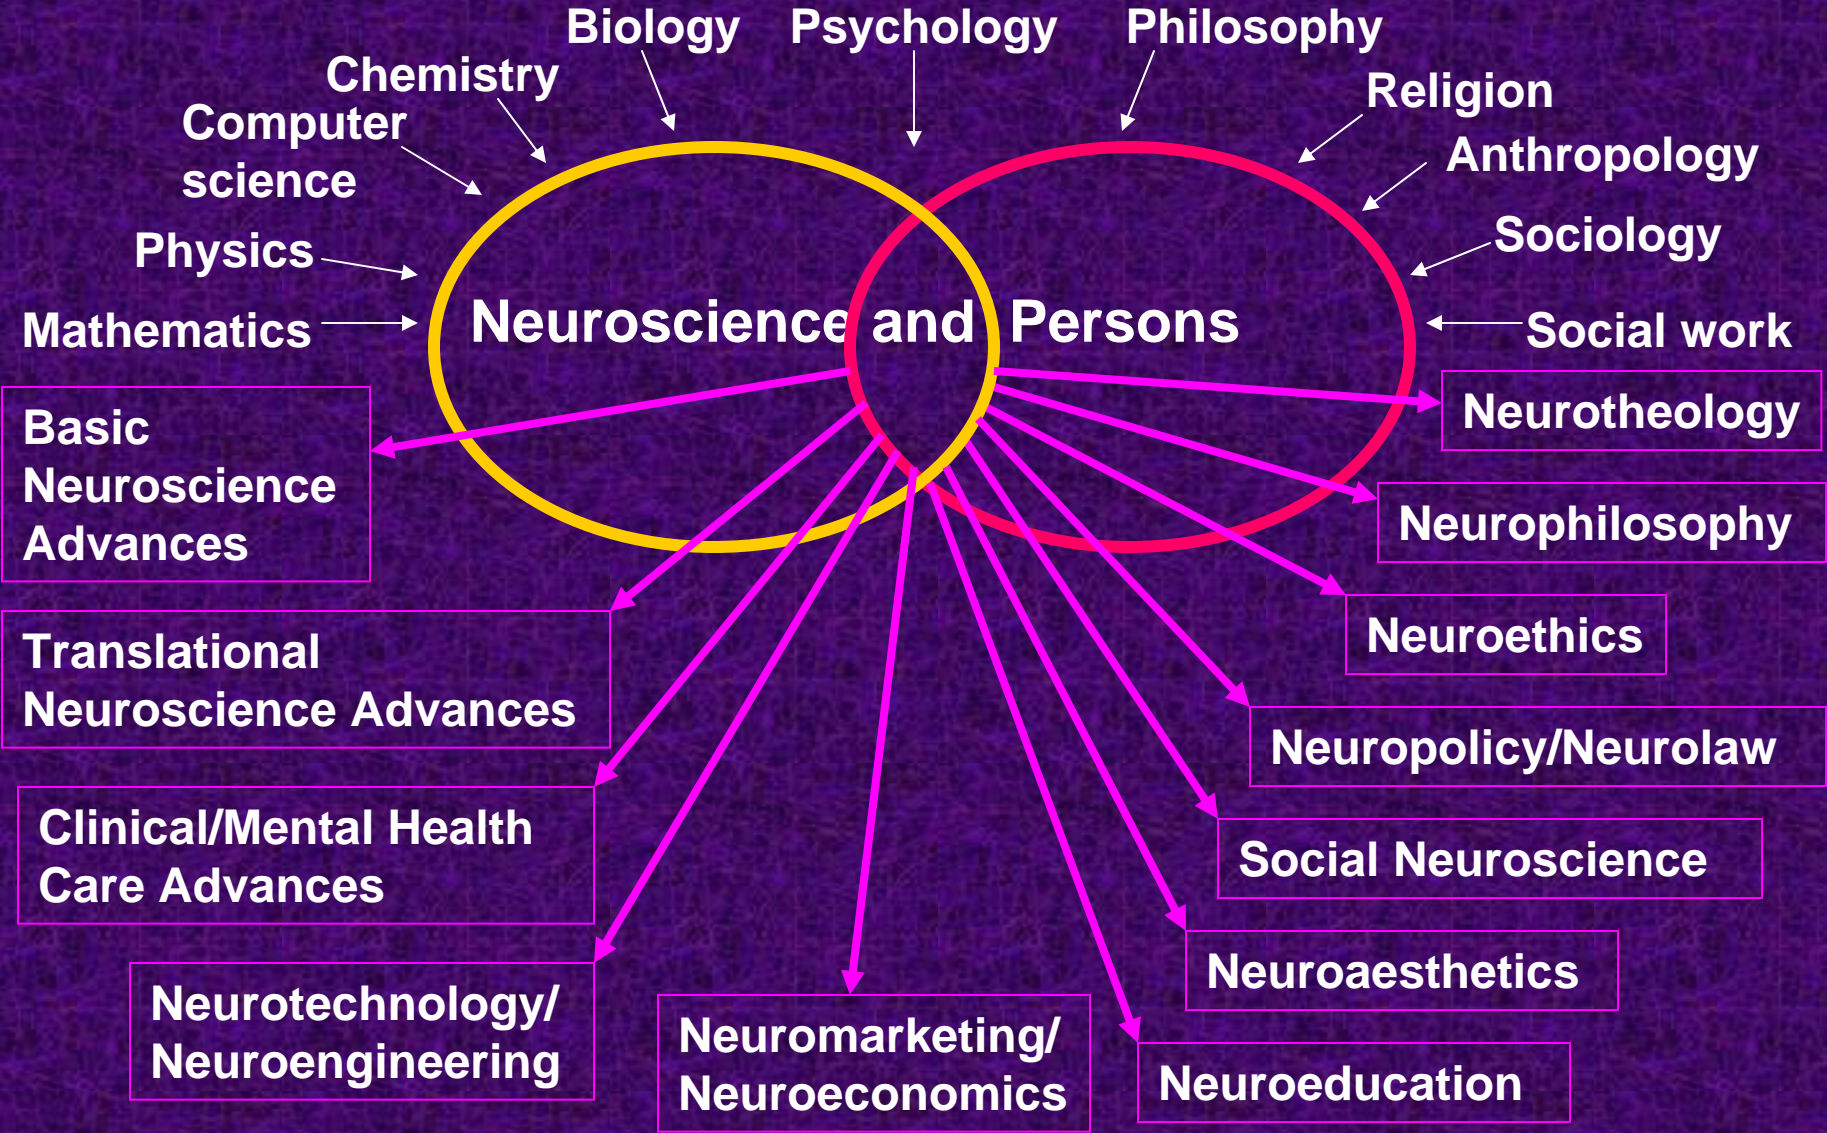 Biology
Psychology
Philosophy
Chemistry
Religion
Computer
science
Anthropology
Physics
Sociology
Mathematics
Neuroscience and Persons
Social work
Basic
Neuroscience
Advances
Neurotheology
Neurophilosophy
Translational
Neuroscience Advances
Neuroethics
Neuropolicy/Neurolaw
Clinical/Mental Health
Care Advances
Social Neuroscience
Neurotechnology/
Neuroengineering
Neuroaesthetics
Neuromarketing/
Neuroeconomics
Neuroeducation